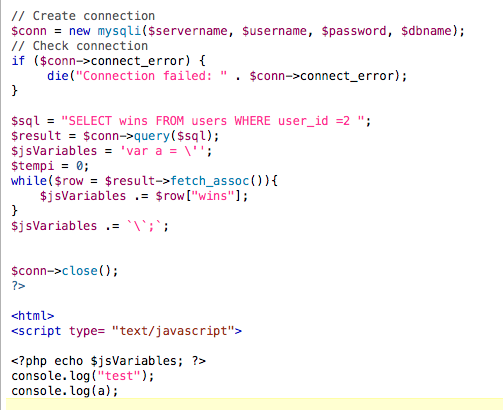 // Create connection
$conn = new mysqli($servername, $username, $password, $dbname);
// Check connection
if ($conn->connect_error) {
     die("Connection failed: " . $conn->connect_error);
}

$sql = "SELECT wins FROM users WHERE user_id =2 ";
$result = $conn->query($sql);
$jsVariables = 'var a = \'';
$tempi = 0;
while($row = $result->fetch_assoc()){
    $jsVariables .= $row["wins"];
}
$jsVariables .= `\`;`;


$conn->close();
?>

<html>
<script type= "text/javascript">

<?php echo $jsVariables; ?>
console.log("test");
console.log(a);